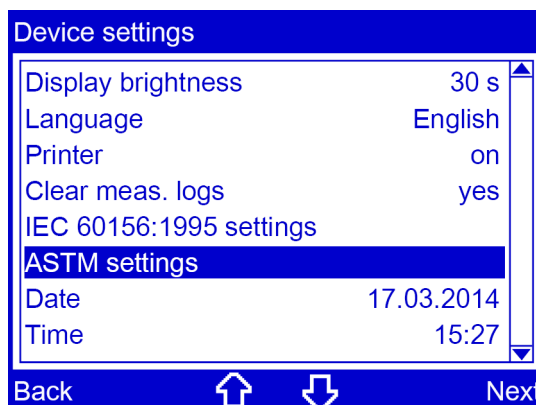 Device settings
Display brightness 30 s
Language English
Printer on
Clear meas. logs yes
IEC 60156:1995 settings
ASTM settings
Date 17.03.2014
Time 15:27
Back Next